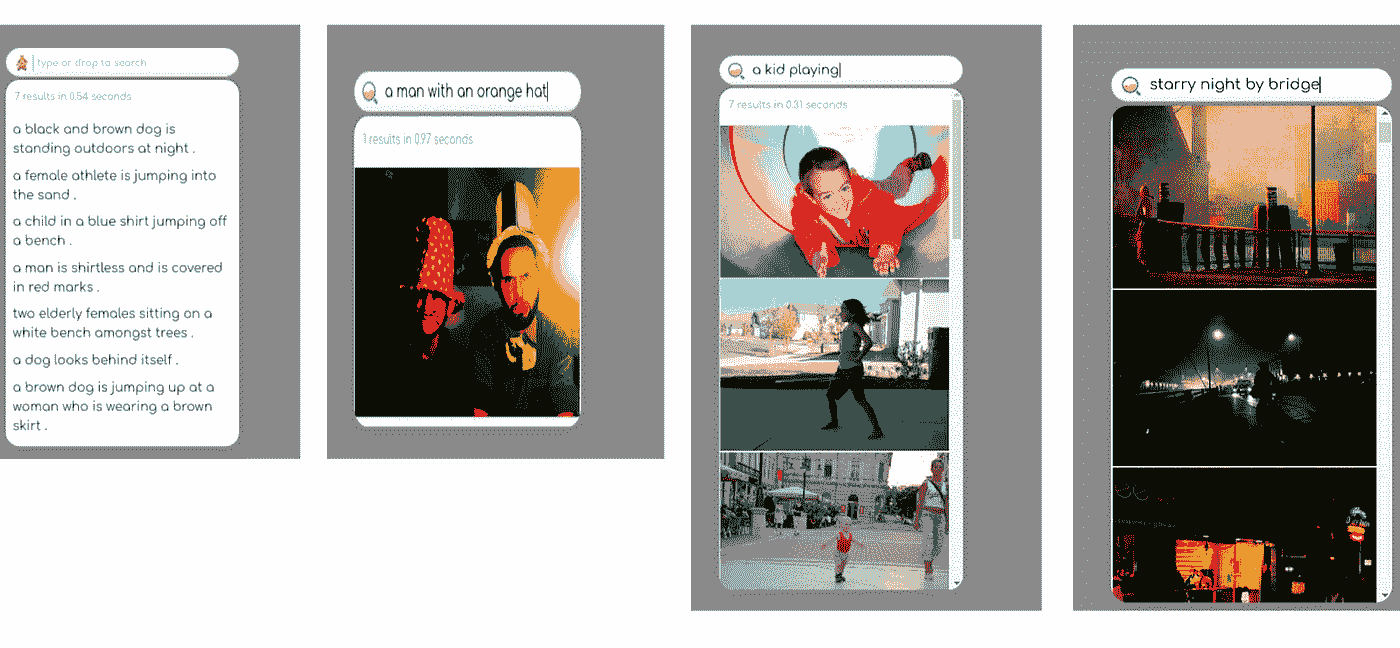 type or drop to search
7 results in 0.54 seconds
a black and brown dog is
standing outdoors at night .
a female athlete is jumping into
the sand .
a child in a blue shirt jumping off
a bench .
a man is shirtless and is covered
in red marks .
two elderly females sitting on a
white bench amongst trees .
a dog looks behind itself .
a brown dog is jumping up at a
woman who is wearing a brown
skirt .
a man with an orange hat
1 results in 0.97 seconds
a kid playing
7 results in 0.31 seconds
starry night by bridge